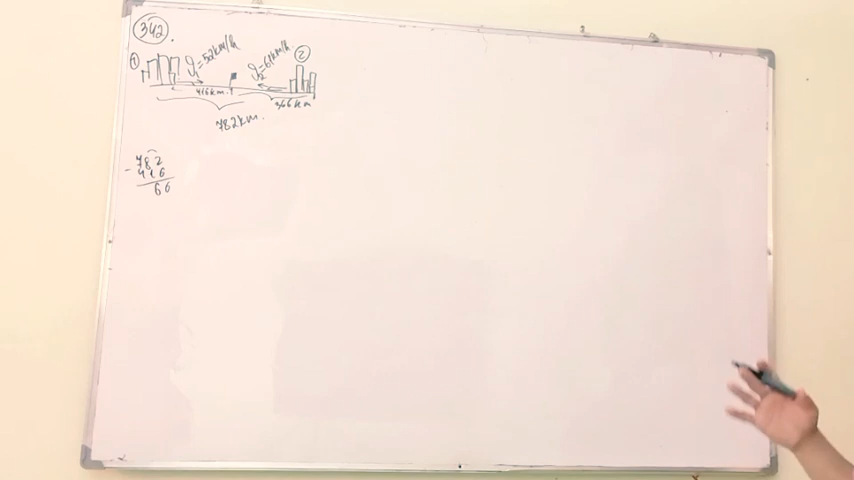 342.
1 ϑ₁=52km/h ϑ₂=61km/h 2
416km. 366km
782km.
782
- 416
66